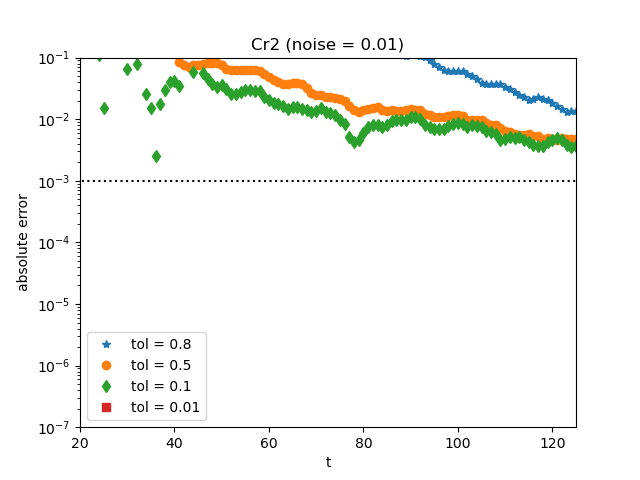 Cr2 (noise = 0.01)
absolute error
10⁻¹
10⁻²
10⁻³
10⁻⁴
10⁻⁵
10⁻⁶
10⁻⁷
tol = 0.8
tol = 0.5
tol = 0.1
tol = 0.01
20 40 60 80 100 120
t